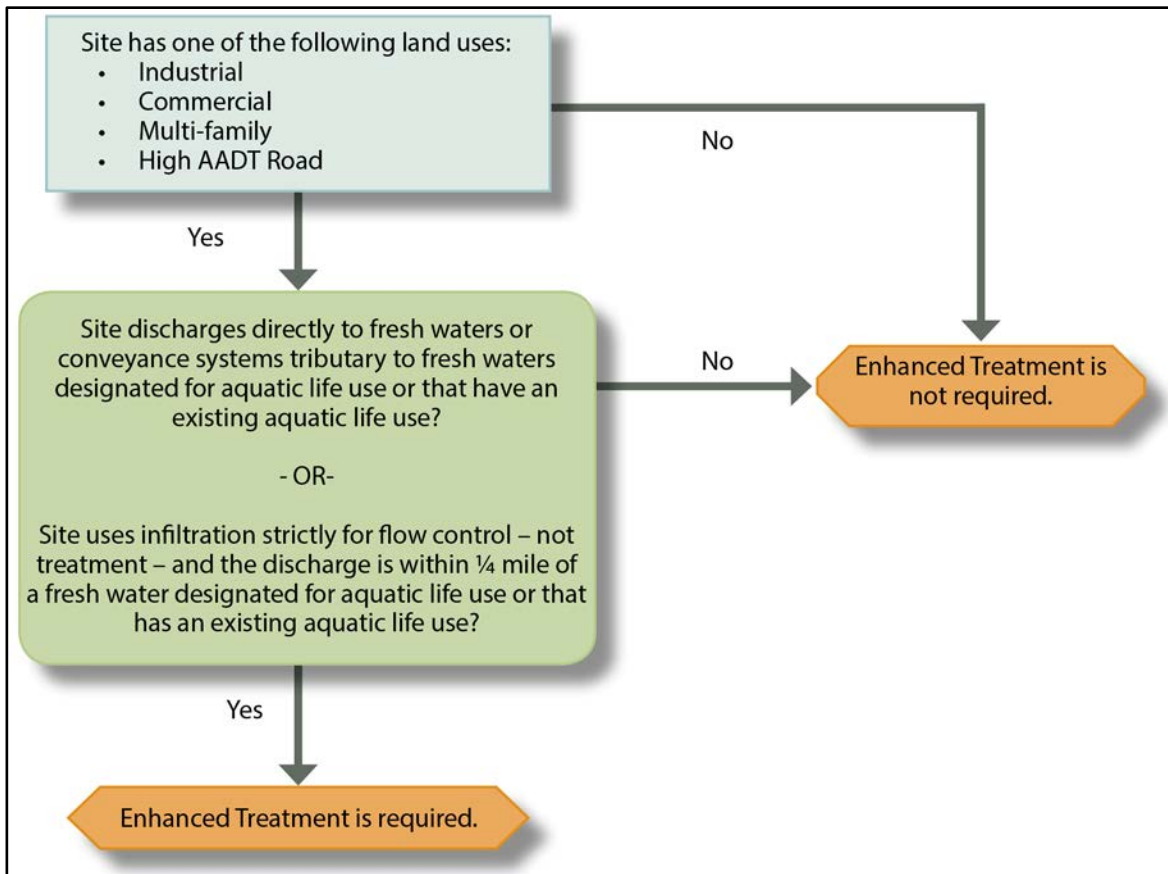 Site has one of the following land uses:
• Industrial
• Commercial
• Multi-family
• High AADT Road
No
Yes
Site discharges directly to fresh waters or
conveyance systems tributary to fresh waters
designated for aquatic life use or that have an
existing aquatic life use?
- OR-
Site uses infiltration strictly for flow control – not
treatment – and the discharge is within ¼ mile of
a fresh water designated for aquatic life use or that
has an existing aquatic life use?
No
Enhanced Treatment is
not required.
Yes
Enhanced Treatment is required.